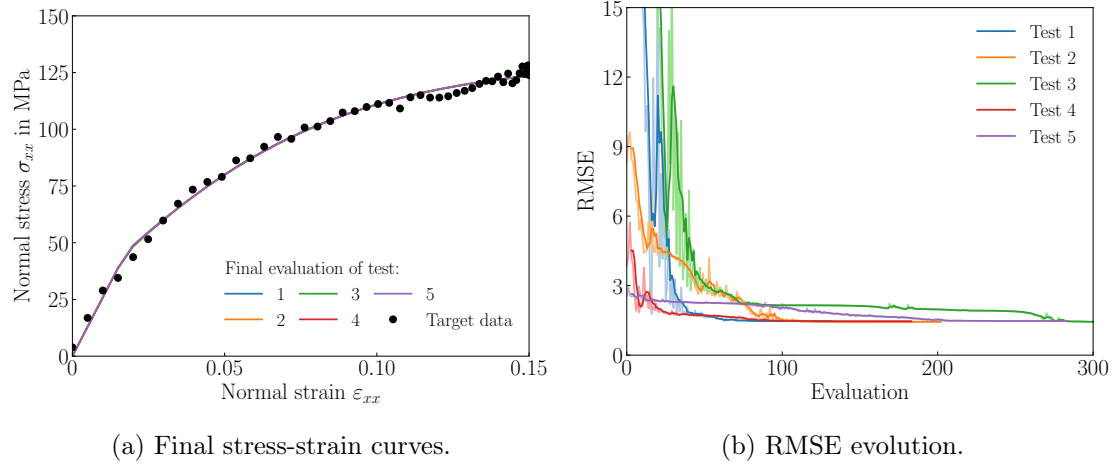 150
125
100
75
50
25
0
Normal stress σ_xx in MPa
Final evaluation of test:
1 3 5
2 4 Target data
0 0.05 0.10 0.15
Normal strain ε_xx
(a) Final stress-strain curves.
15
12
9
6
3
0
RMSE
Test 1
Test 2
Test 3
Test 4
Test 5
0 100 200 300
Evaluation
(b) RMSE evolution.